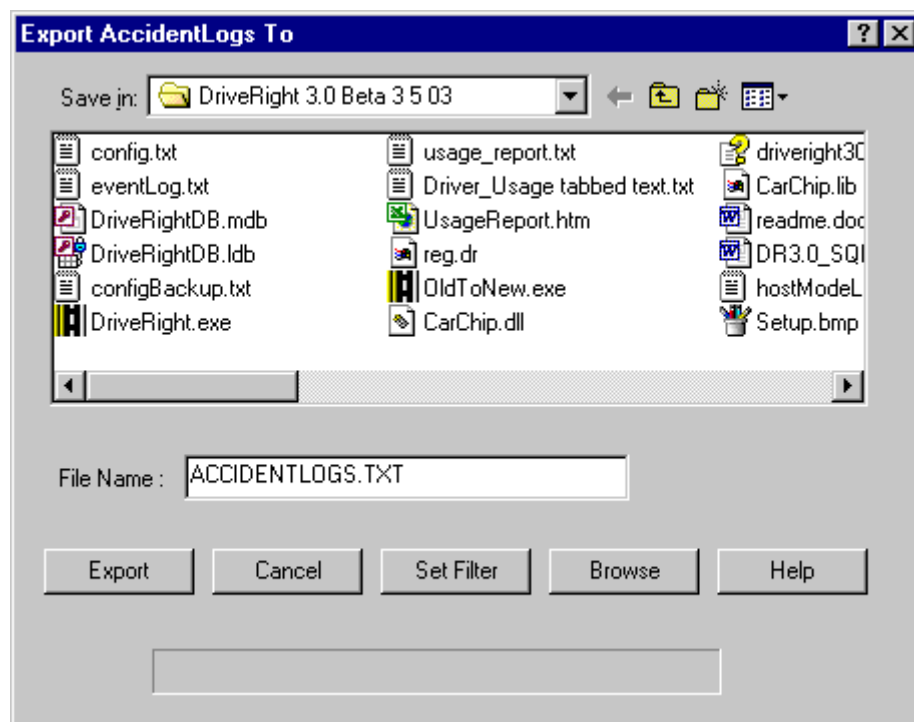 Export AccidentLogs To
Save in: DriveRight 3.0 Beta 3 5 03
config.txt usage_report.txt driveright30
eventLog.txt Driver_Usage tabbed text.txt CarChip.lib
DriveRightDB.mdb UsageReport.htm readme.doc
DriveRightDB.ldb reg.dr DR3.0_SQL
configBackup.txt OldToNew.exe hostModeL
DriveRight.exe CarChip.dll Setup.bmp
File Name : ACCIDENTLOGS.TXT
Export Cancel Set Filter Browse Help